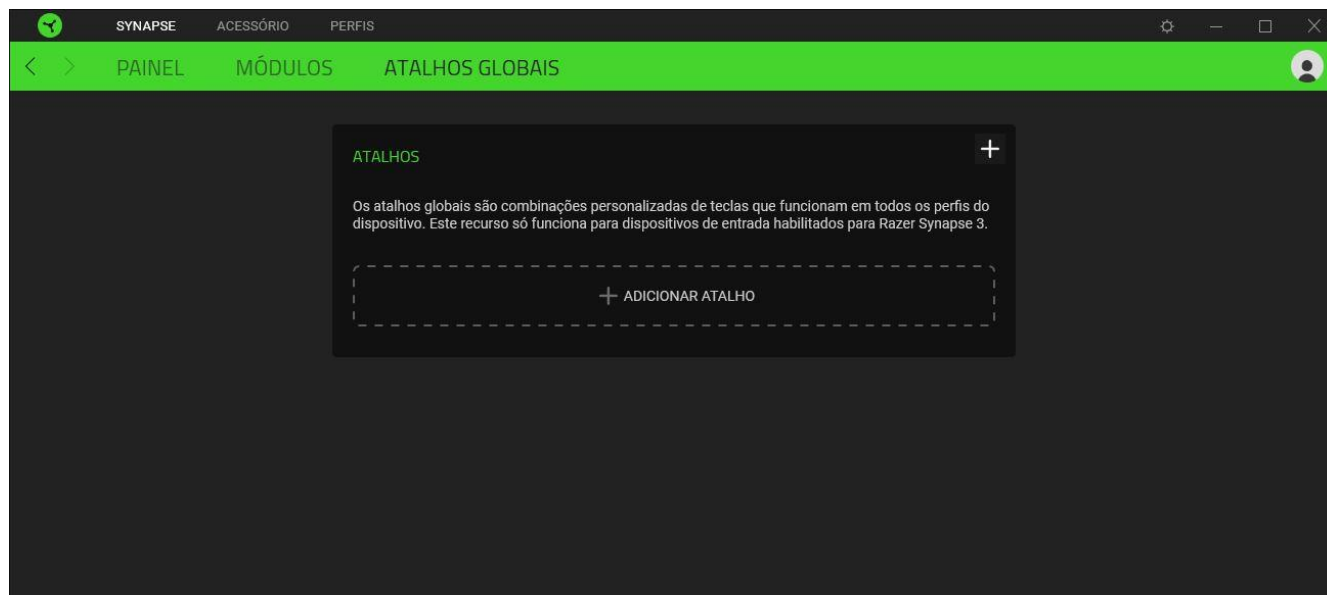 SYNAPSE ACESSÓRIO PERFIS
PAINEL MÓDULOS ATALHOS GLOBAIS
ATALHOS
Os atalhos globais são combinações personalizadas de teclas que funcionam em todos os perfis do
dispositivo. Este recurso só funciona para dispositivos de entrada habilitados para Razer Synapse 3.
ADICIONAR ATALHO